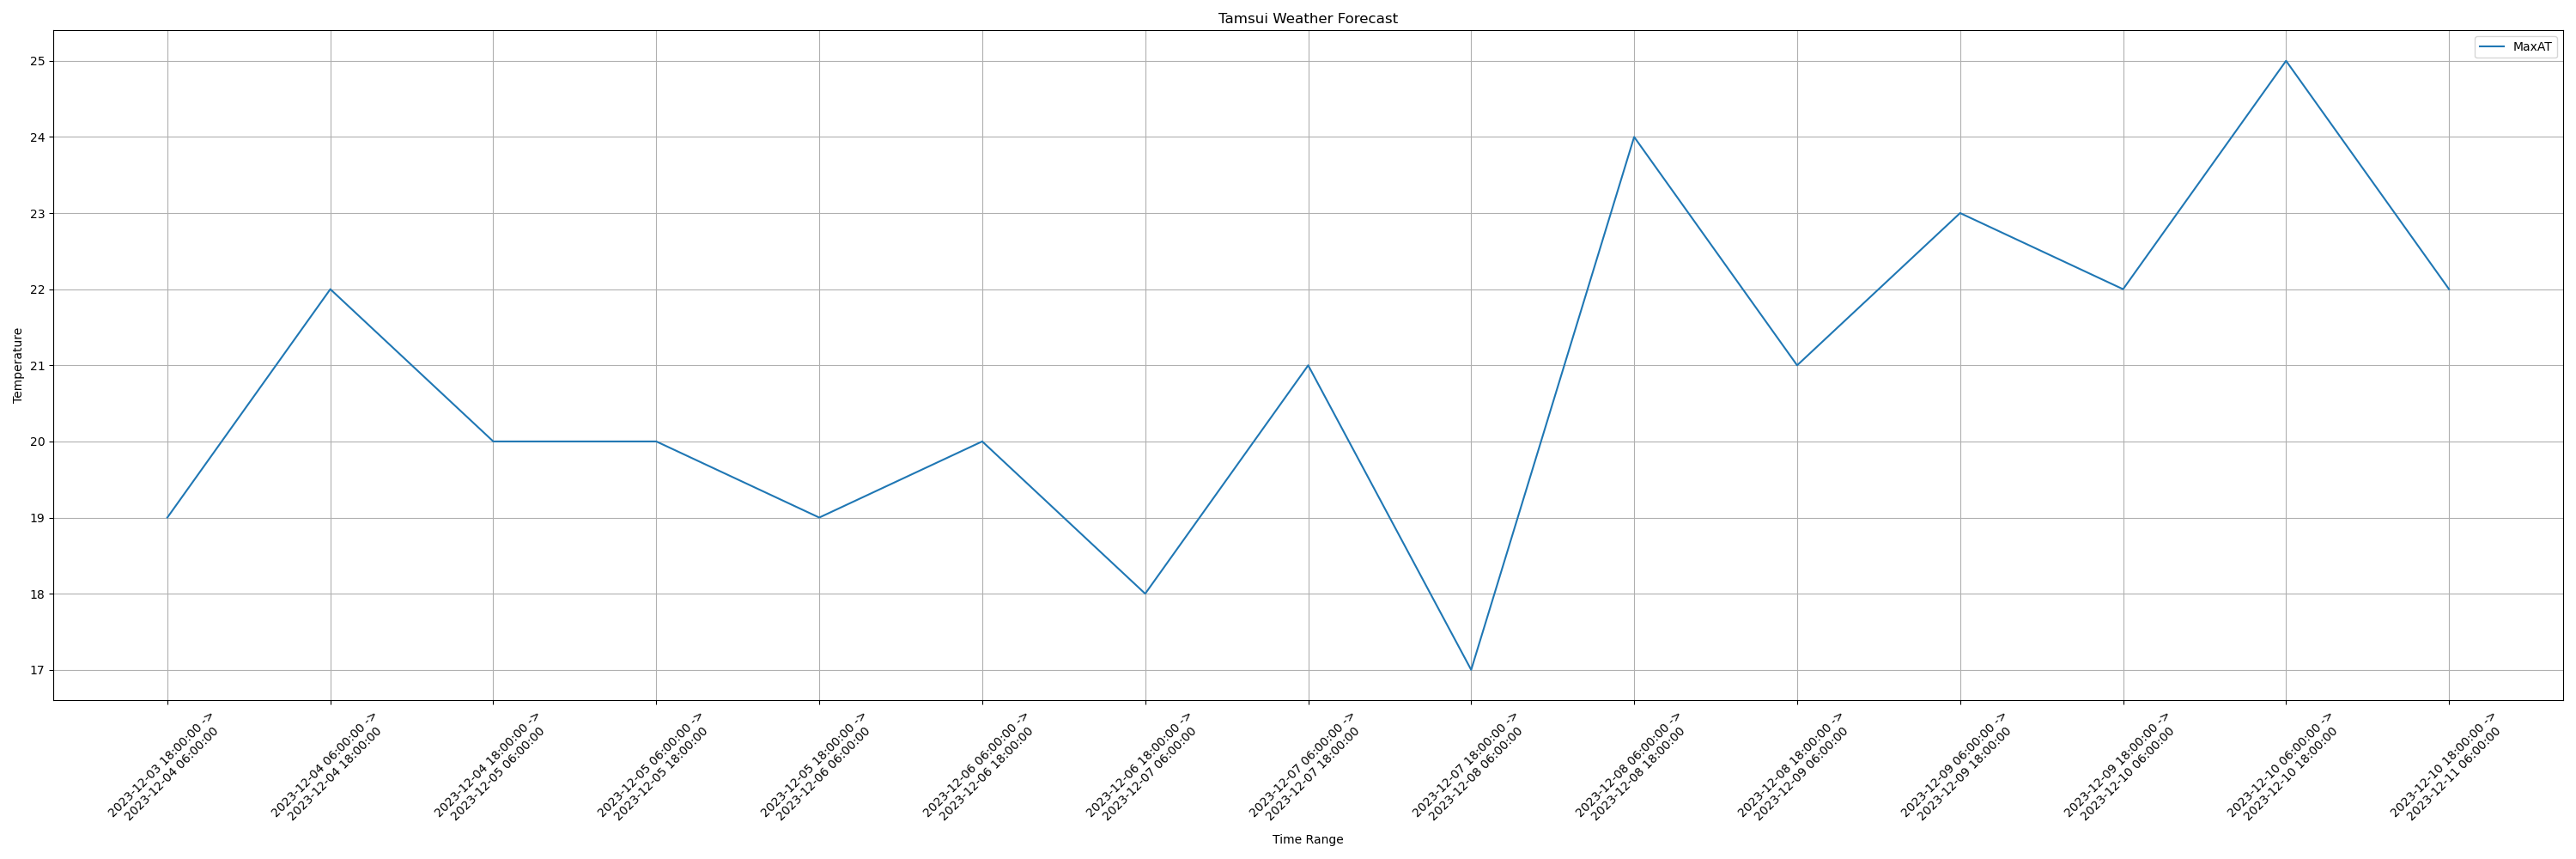 Tamsui Weather Forecast
MaxAT
Temperature
25
24
23
22
21
20
19
18
17
2023-12-03 18:00:00 ->
2023-12-04 06:00:00
2023-12-04 06:00:00 ->
2023-12-04 18:00:00
2023-12-04 18:00:00 ->
2023-12-05 06:00:00
2023-12-05 06:00:00 ->
2023-12-05 18:00:00
2023-12-05 18:00:00 ->
2023-12-06 06:00:00
2023-12-06 06:00:00 ->
2023-12-06 18:00:00
2023-12-06 18:00:00 ->
2023-12-07 06:00:00
2023-12-07 06:00:00 ->
2023-12-07 18:00:00
2023-12-07 18:00:00 ->
2023-12-08 06:00:00
2023-12-08 06:00:00 ->
2023-12-08 18:00:00
2023-12-08 18:00:00 ->
2023-12-09 06:00:00
2023-12-09 06:00:00 ->
2023-12-09 18:00:00
2023-12-09 18:00:00 ->
2023-12-10 06:00:00
2023-12-10 06:00:00 ->
2023-12-10 18:00:00
2023-12-10 18:00:00 ->
2023-12-11 06:00:00
Time Range